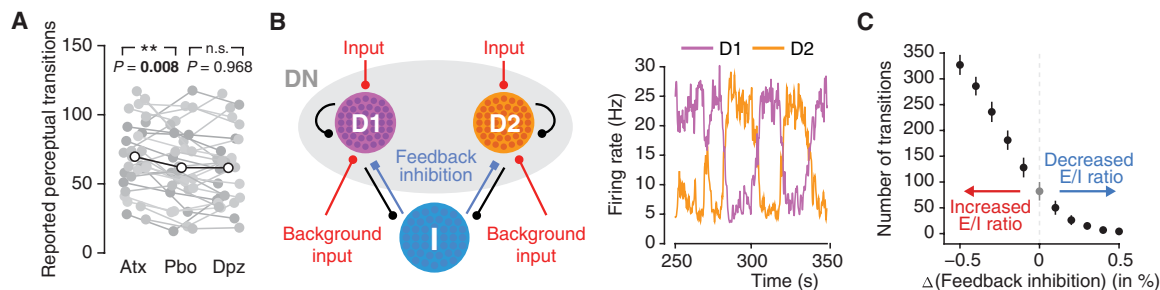 A
Reported perceptual transitions
150
100
50
0
**
P = 0.008
n.s.
P = 0.968
Atx Pbo Dpz
B
Input
Input
DN
D1
D2
Feedback
inhibition
I
Background
input
Background
input
D1 D2
Firing rate (Hz)
30
25
20
15
10
5
0
250 300 350
Time (s)
C
Number of transitions
350
300
250
200
150
100
50
0
Decreased
E/I ratio
Increased
E/I ratio
−0.5 0 0.5
Δ(Feedback inhibition) (in %)